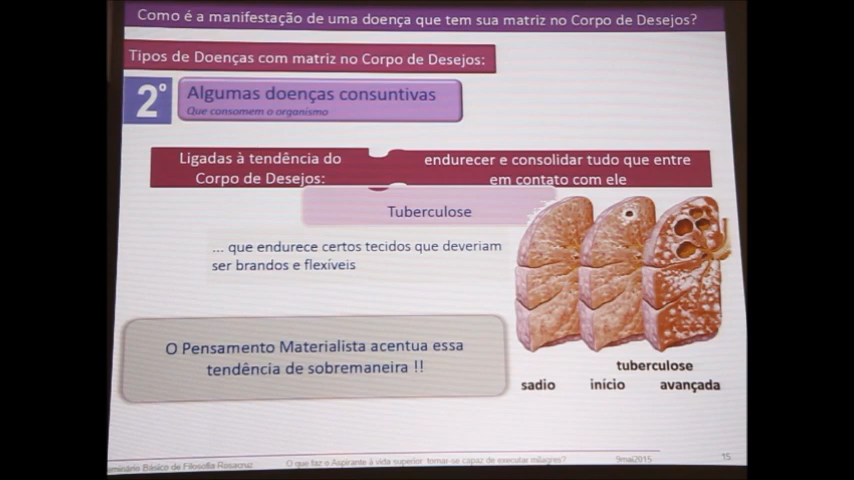 Como é a manifestação de uma doença que tem sua matriz no Corpo de Desejos?
Tipos de Doenças com matriz no Corpo de Desejos:
2º
Algumas doenças consuntivas
Que consomem o organismo
Ligadas à tendência do
Corpo de Desejos:
endurecer e consolidar tudo que entre
em contato com ele
Tuberculose
... que endurece certos tecidos que deveriam
ser brandos e flexíveis
O Pensamento Materialista acentua essa
tendência de sobremaneira !!
tuberculose
sadio início avançada
eminário Básico de Filosofia Rosacruz O que faz o Aspirante à vida superior tornar-se capaz de executar milagres? 9mai2015 15